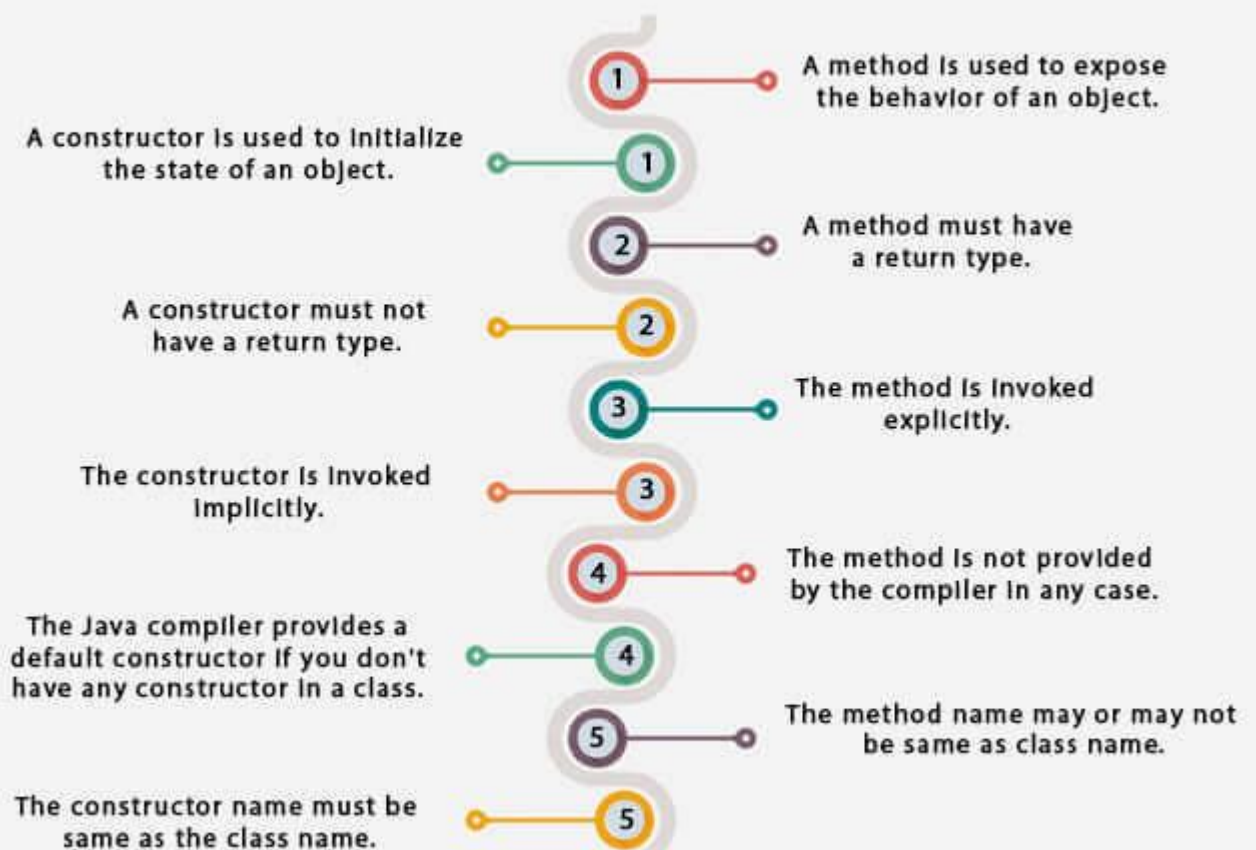 1
A method is used to expose
the behavior of an object.
A constructor is used to initialize
the state of an object.
1
2
A method must have
a return type.
A constructor must not
have a return type.
2
3
The method is invoked
explicitly.
The constructor is invoked
implicitly.
3
4
The method is not provided
by the compiler in any case.
The Java compiler provides a
default constructor if you don't
have any constructor in a class.
4
5
The method name may or may not
be same as class name.
The constructor name must be
same as the class name.
5